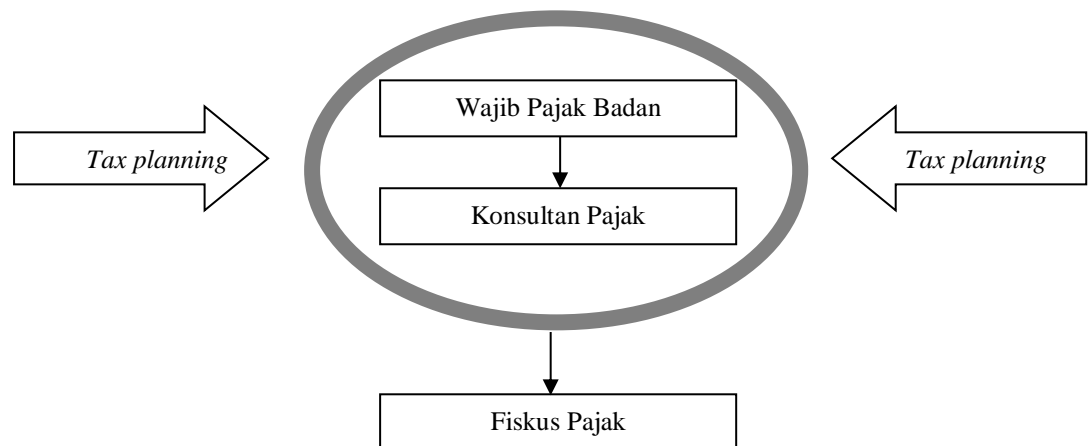 Wajib Pajak Badan
Tax planning
Tax planning
Konsultan Pajak
Fiskus Pajak